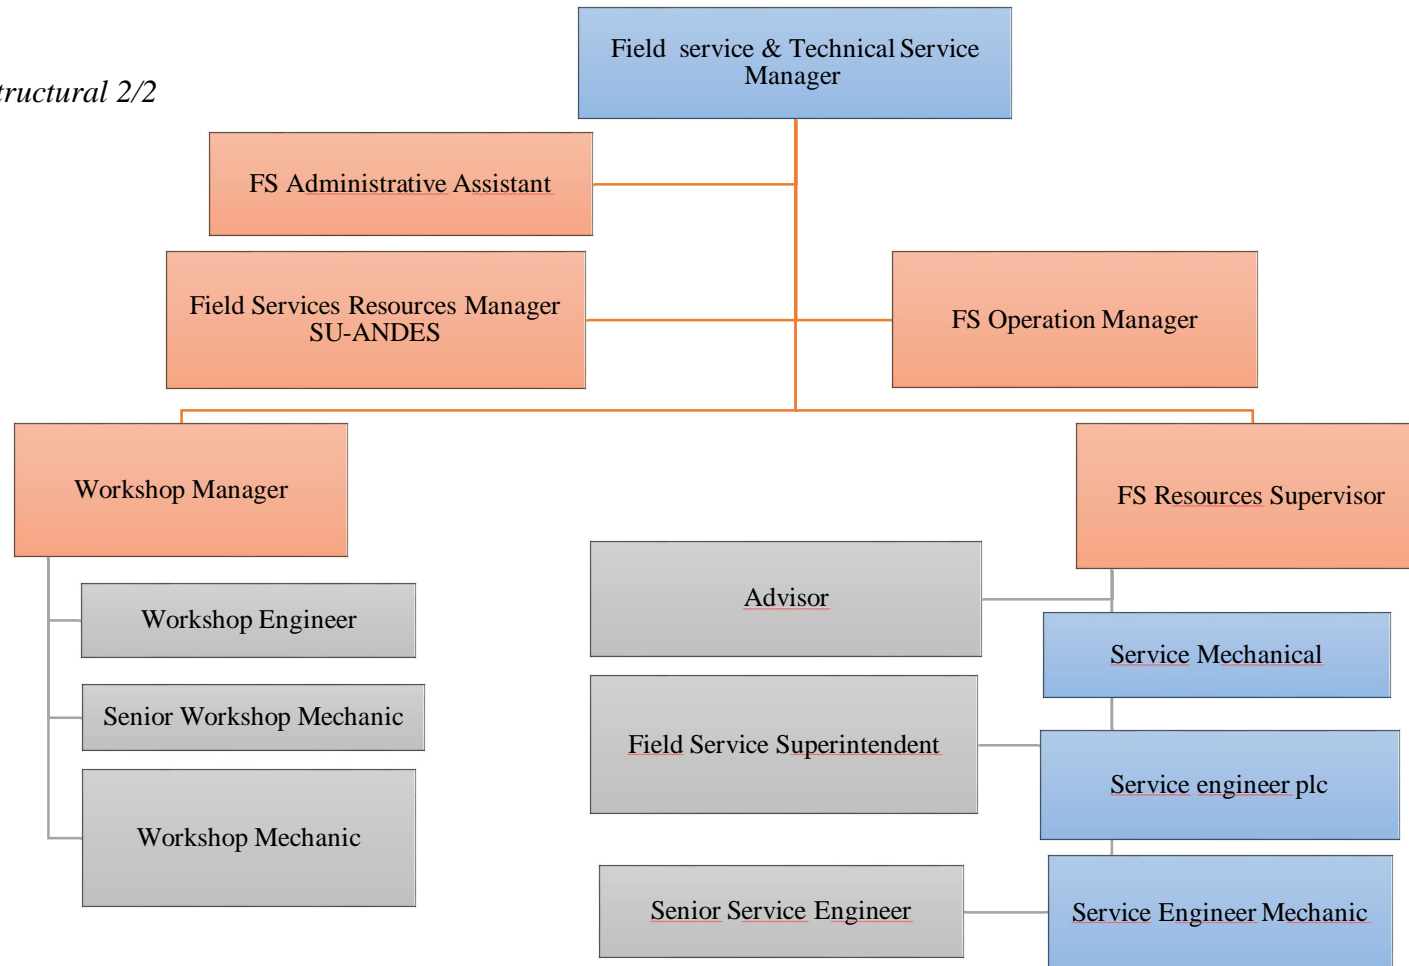 Field service & Technical Service
Manager
tructural 2/2
FS Administrative Assistant
Field Services Resources Manager
SU-ANDES
FS Operation Manager
Workshop Manager
FS Resources Supervisor
Advisor
Workshop Engineer
Service Mechanical
Senior Workshop Mechanic
Field Service Superintendent
Service engineer plc
Workshop Mechanic
Senior Service Engineer
Service Engineer Mechanic